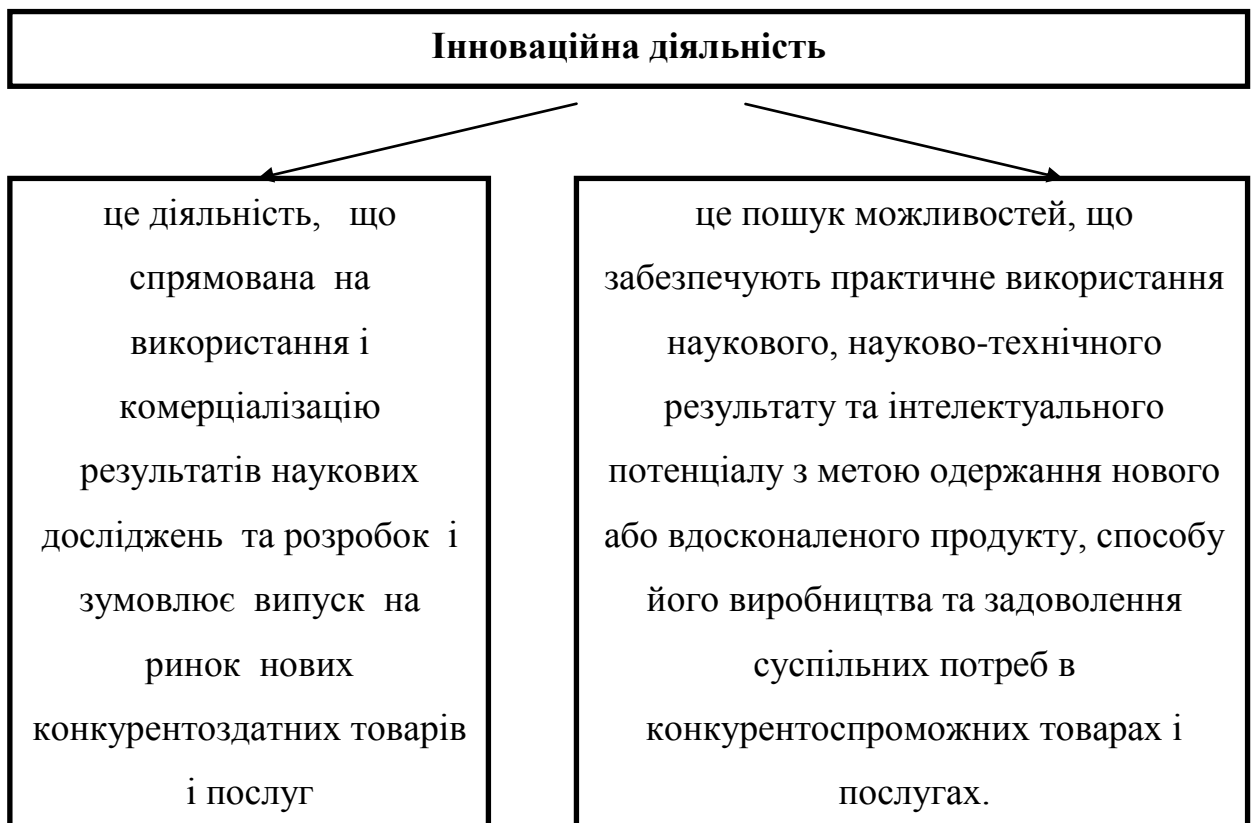 Інноваційна діяльність
це діяльність, що
спрямована на
використання і
комерціалізацію
результатів наукових
досліджень та розробок і
зумовлює випуск на
ринок нових
конкурентоздатних товарів
і послуг
це пошук можливостей, що
забезпечують практичне використання
наукового, науково-технічного
результату та інтелектуального
потенціалу з метою одержання нового
або вдосконаленого продукту, способу
його виробництва та задоволення
суспільних потреб в
конкурентоспроможних товарах і
послугах.